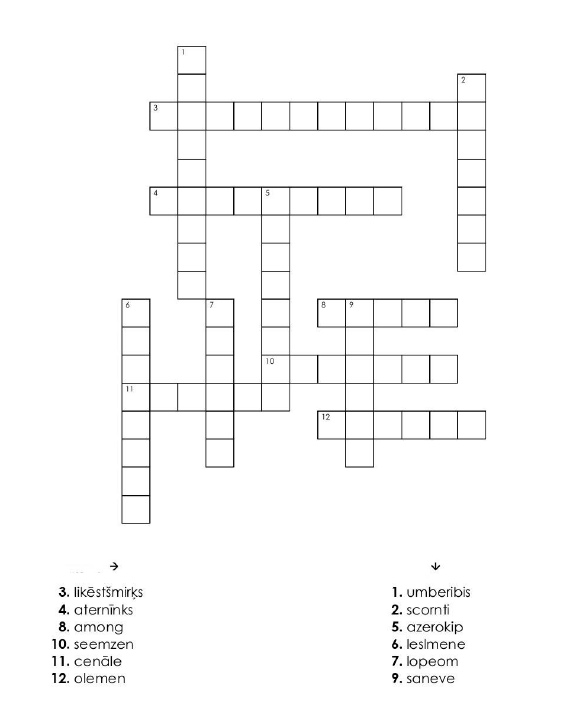 1
2
3
4 5
6 7 8 9
10
11
12
→
3. likēstšmirķs
4. aternīnks
8. among
10. seemzen
11. cenāle
12. olemen
↓
1. umberibis
2. scornti
5. azerokip
6. leslmene
7. lopeom
9. saneve